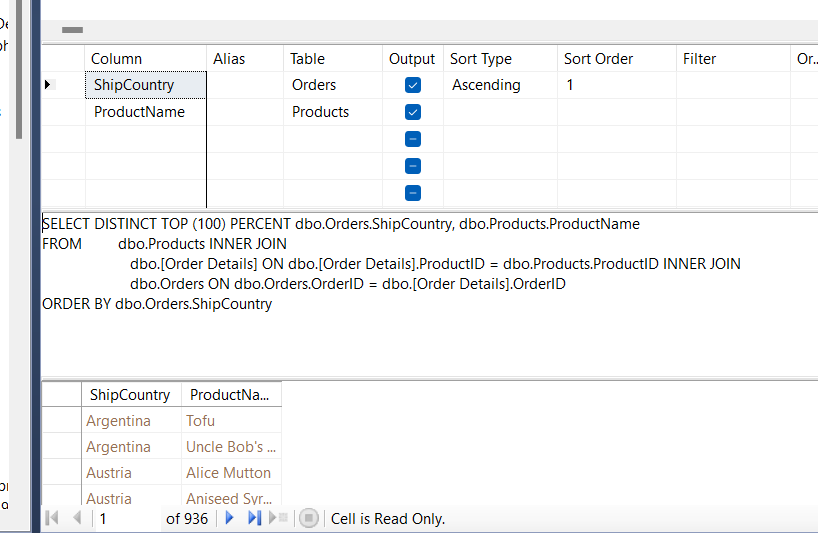 Column Alias Table Output Sort Type Sort Order Filter Or...
ShipCountry Orders Ascending 1
ProductName Products
SELECT DISTINCT TOP (100) PERCENT dbo.Orders.ShipCountry, dbo.Products.ProductName
FROM dbo.Products INNER JOIN
dbo.[Order Details] ON dbo.[Order Details].ProductID = dbo.Products.ProductID INNER JOIN
dbo.Orders ON dbo.Orders.OrderID = dbo.[Order Details].OrderID
ORDER BY dbo.Orders.ShipCountry
ShipCountry ProductNa...
Argentina Tofu
Argentina Uncle Bob's ...
Austria Alice Mutton
Austria Aniseed Syr...
1 of 936 Cell is Read Only.